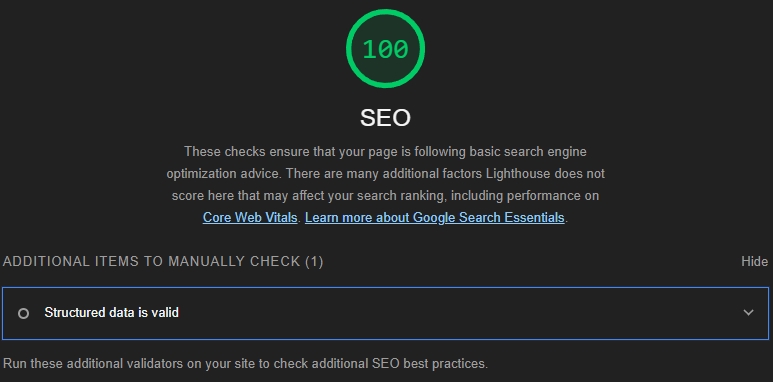 100
SEO
These checks ensure that your page is following basic search engine
optimization advice. There are many additional factors Lighthouse does not
score here that may affect your search ranking, including performance on
Core Web Vitals. Learn more about Google Search Essentials.
ADDITIONAL ITEMS TO MANUALLY CHECK (1) Hide
Structured data is valid
Run these additional validators on your site to check additional SEO best practices.